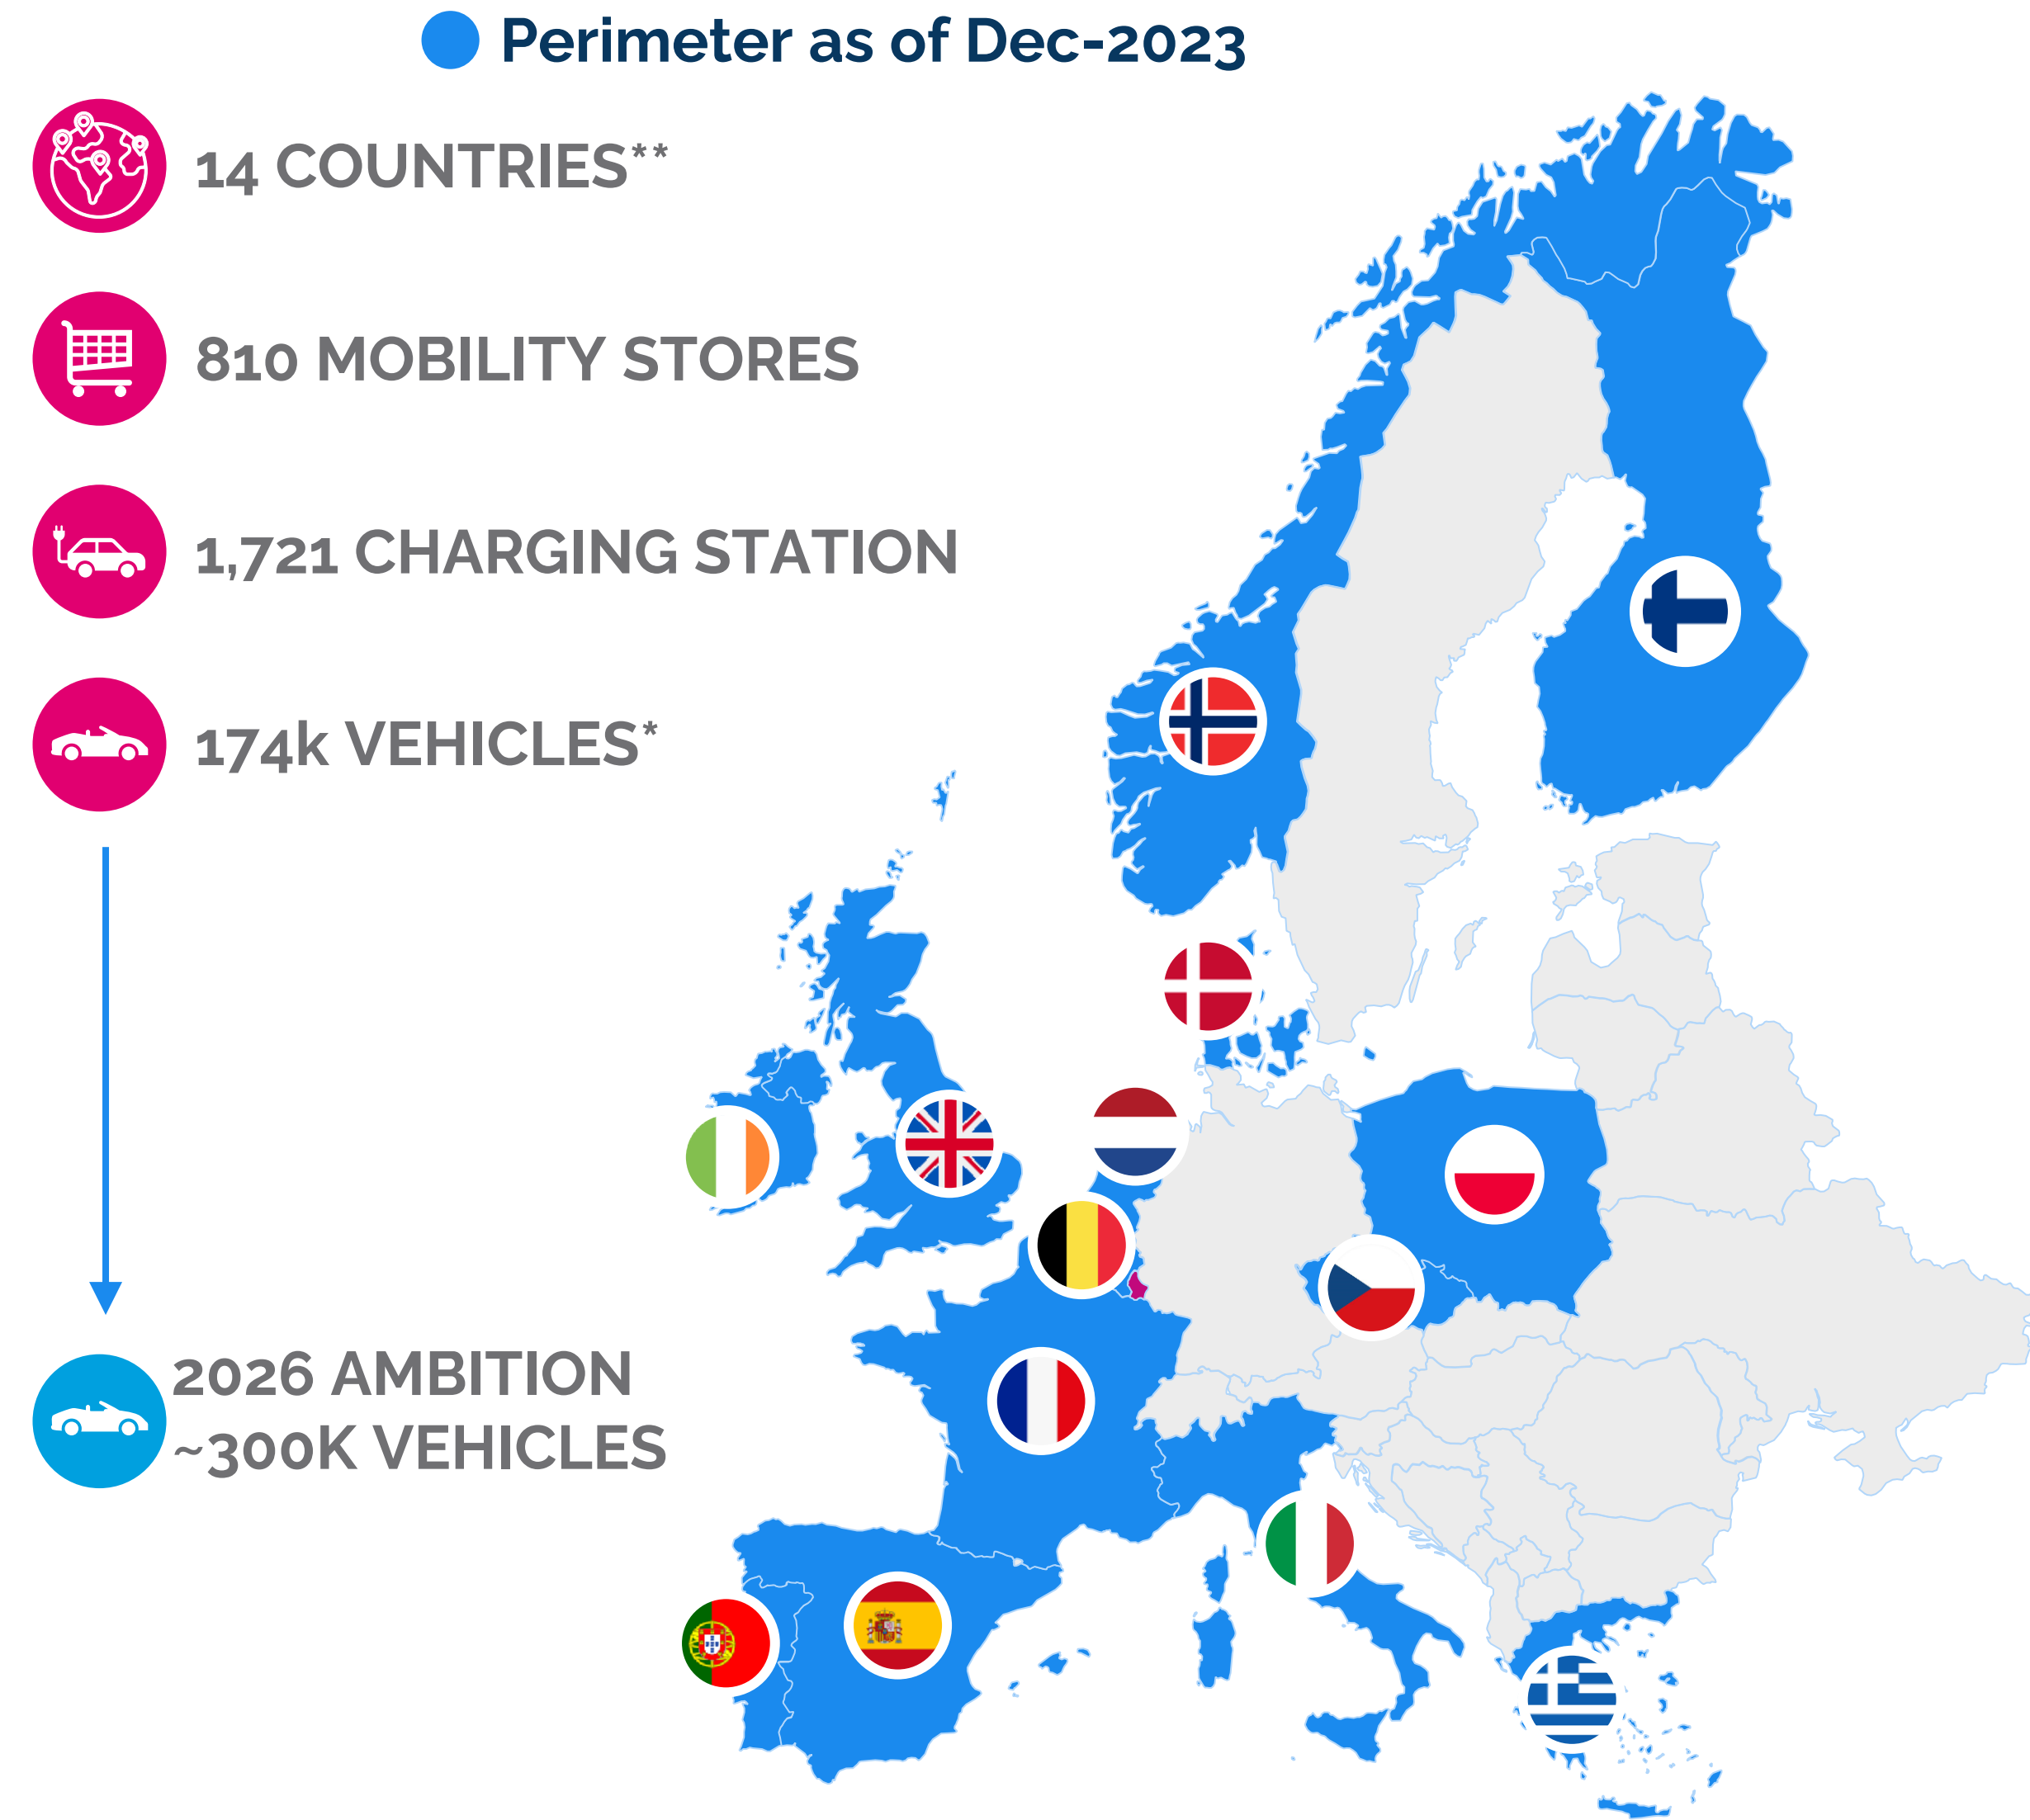 Perimeter as of Dec-2023
14 COUNTRIES**
810 MOBILITY STORES
1,721 CHARGING STATION
174k VEHICLES*
2026 AMBITION
~300K VEHICLES